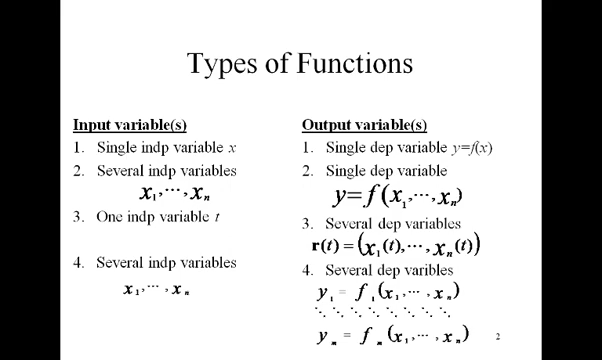 Types of Functions
Input variable(s)
1. Single indp variable x
2. Several indp variables
x₁,⋯,xₙ
3. One indp variable t
4. Several indp variables
x₁,⋯,xₙ
Output variable(s)
1. Single dep variable y=f(x)
2. Single dep variable
y=f(x₁,⋯,xₙ)
3. Several dep variables
r(t)=(x₁(t),⋯,xₙ(t))
4. Several dep varibles
y₁ = f₁(x₁,⋯,xₙ)
⋱ ⋱ ⋱ ⋱ ⋱ ⋱ ⋱
yₘ = fₘ(x₁,⋯,xₙ)
2